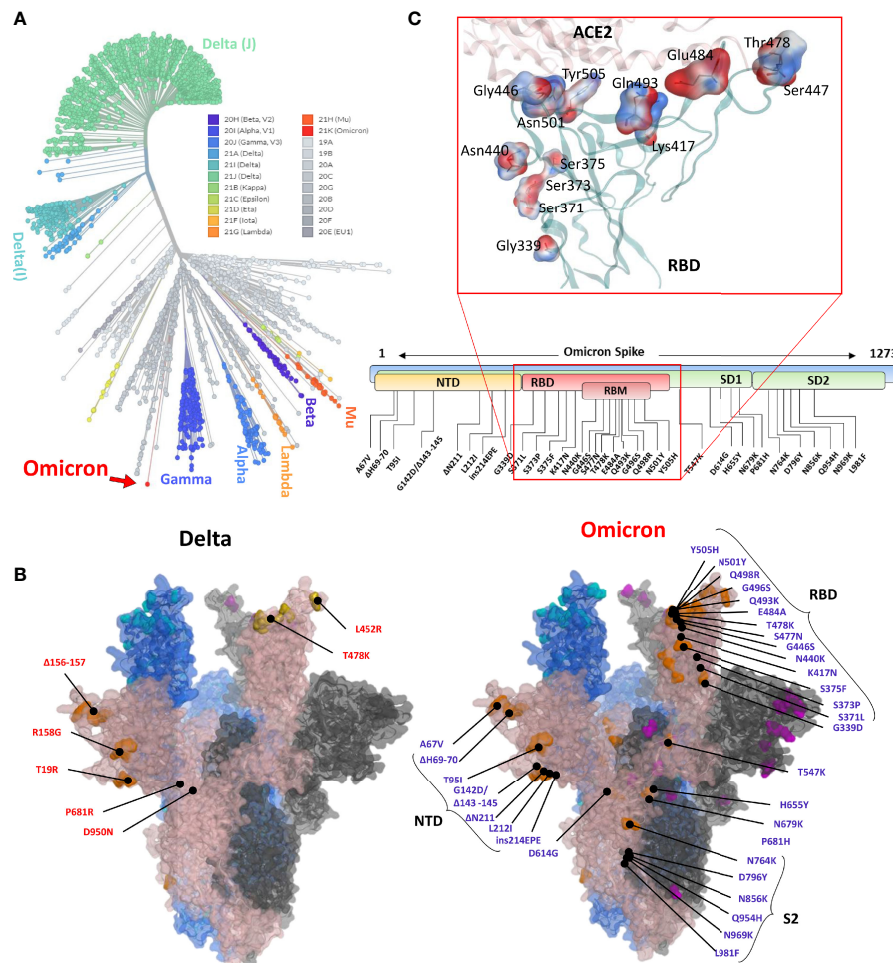 A
Delta (J)
20H (Beta, V2)
20I (Alpha, V1)
20J (Gamma, V3)
21A (Delta)
21I (Delta)
21J (Delta)
21B (Kappa)
21C (Epsilon)
21D (Eta)
21F (Iota)
21G (Lambda)
21H (Mu)
21K (Omicron)
19A
19B
20A
20C
20G
20B
20D
20F
20E (EU1)
Delta(I)
Omicron
Gamma
Alpha
Lambda
Beta
Mu
C
ACE2
Thr478
Glu484
Tyr505
Gln493
Gly446
Ser447
Asn501
Lys417
Asn440
Ser375
Ser373
Ser371
Gly339
RBD
1
Omicron Spike
1273
NTD
RBD
RBM
SD1
SD2
A67V
ΔH69-70
T95I
G142D/Δ143-145
ΔN211
L212I
ins214EPE
G339D
S371L
S373P
S375F
K417N
N440K
G446S
S477N
T478K
E484A
Q493K
G496S
Q498R
N501Y
Y505H
T547K
D614G
H655Y
N679K
P681H
N764K
D796Y
N856K
Q954H
N969K
L981F
B
Delta
L452R
T478K
Δ156-157
R158G
T19R
P681R
D950N
Omicron
Y505H
N501Y
Q498R
G496S
Q493K
E484A
T478K
S477N
G446S
N440K
K417N
S375F
S373P
S371L
G339D
RBD
A67V
ΔH69-70
T95I
G142D/
Δ143 -145
ΔN211
L212I
ins214EPE
D614G
NTD
T547K
H655Y
N679K
P681H
N764K
D796Y
N856K
Q954H
N969K
L981F
S2